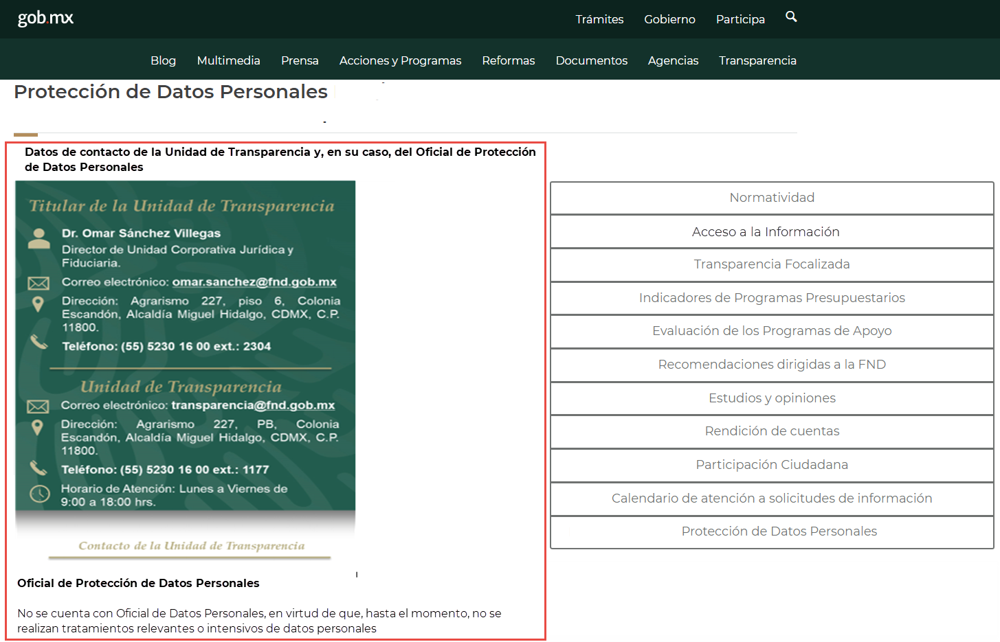 gob.mx
Trámites Gobierno Participa
Blog Multimedia Prensa Acciones y Programas Reformas Documentos Agencias Transparencia
Protección de Datos Personales
Datos de contacto de la Unidad de Transparencia y, en su caso, del Oficial de Protección
de Datos Personales
Titular de la Unidad de Transparencia
Dr. Omar Sánchez Villegas
Director de Unidad Corporativa Jurídica y
Fiduciaria.
Correo electrónico: omar.sanchez@fnd.gob.mx
Dirección: Agrarismo 227, piso 6, Colonia
Escandón, Alcaldía Miguel Hidalgo, CDMX, C.P.
11800.
Teléfono: (55) 5230 16 00 ext.: 2304
Unidad de Transparencia
Correo electrónico: transparencia@fnd.gob.mx
Dirección: Agrarismo 227, PB, Colonia
Escandón, Alcaldía Miguel Hidalgo, CDMX, C.P.
11800.
Teléfono: (55) 5230 16 00 ext.: 1177
Horario de Atención: Lunes a Viernes de
9:00 a 18:00 hrs.
Contacto de la Unidad de Transparencia
Oficial de Protección de Datos Personales
No se cuenta con Oficial de Datos Personales, en virtud de que, hasta el momento, no se
realizan tratamientos relevantes o intensivos de datos personales
Normatividad
Acceso a la Información
Transparencia Focalizada
Indicadores de Programas Presupuestarios
Evaluación de los Programas de Apoyo
Recomendaciones dirigidas a la FND
Estudios y opiniones
Rendición de cuentas
Participación Ciudadana
Calendario de atención a solicitudes de información
Protección de Datos Personales